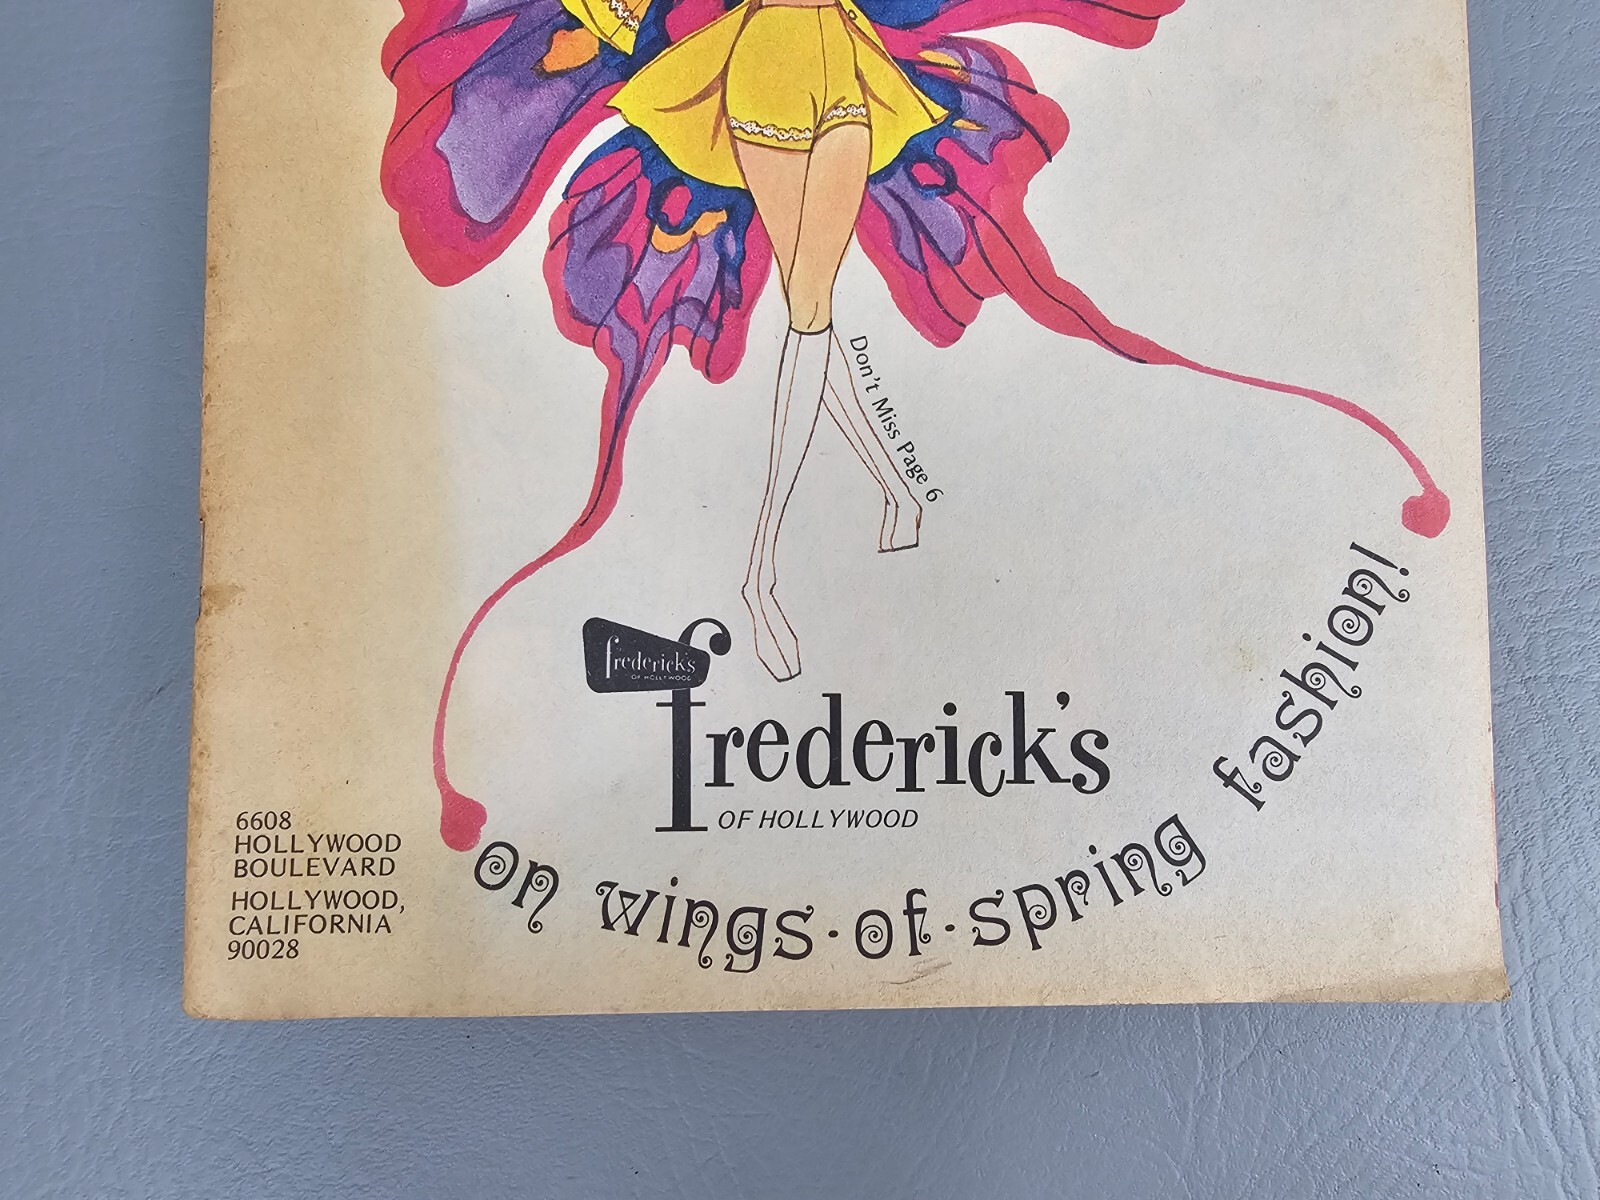 Don't Miss Page 6
frederick's
OF HOLLYWOOD
frederick's
OF HOLLYWOOD
6608
HOLLYWOOD
BOULEVARD
HOLLYWOOD,
CALIFORNIA
90028
on wings-of-spring fashion!